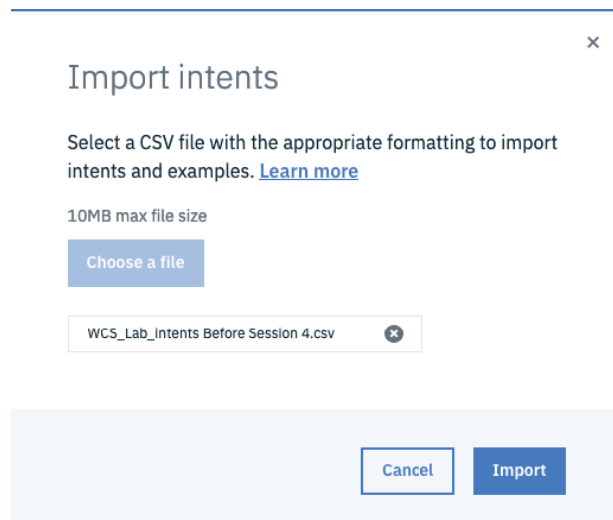 Import intents
Select a CSV file with the appropriate formatting to import
intents and examples. Learn more
10MB max file size
Choose a file
WCS_Lab_Intents Before Session 4.csv
Cancel Import